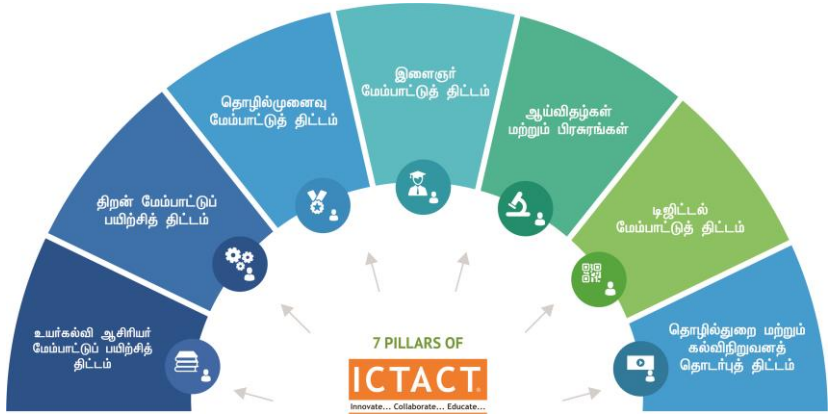 உயர்கல்வி ஆசிரியர்
மேம்பாட்டுப் பயிற்சித்
திட்டம்
திறன் மேம்பாட்டுப்
பயிற்சித் திட்டம்
தொழில்முனைவு
மேம்பாட்டுத் திட்டம்
இளைஞர்
மேம்பாட்டுத் திட்டம்
ஆய்விதழ்கள்
மற்றும் பிரசுரங்கள்
டிஜிட்டல்
மேம்பாட்டுத் திட்டம்
தொழில்துறை மற்றும்
கல்விநிறுவனத்
தொடர்புத் திட்டம்
7 PILLARS OF
ICTACT®
Innovate... Collaborate... Educate...